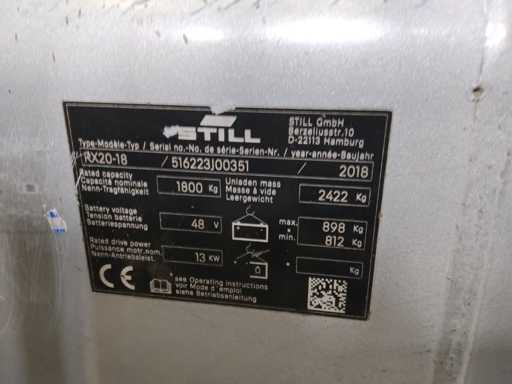 STILL
STILL GmbH
Berzeliusstr.10
D-22113 Hamburg
Type-Modèle-Typ / Serial no.-No. de série-Serien-Nr. / year-année-Baujahr
RX20-18 / 516223J00351 / 2018
Rated capacity
Capacité nominale
Nenn-Tragfähigkeit
1800 Kg
Unladen mass
Masse à vide
Leergewicht
2422 Kg
Battery voltage
Tension batterie
Batteriespannung
48 V
max. 898 Kg
* min. 812 Kg
Rated drive power
Puissance motr.nom.
Nenn-Antriebsleist.
13 KW
* Kg
CE
* see Operating instructions
voir Mode d'emploi
siehe Betriebsanleitung